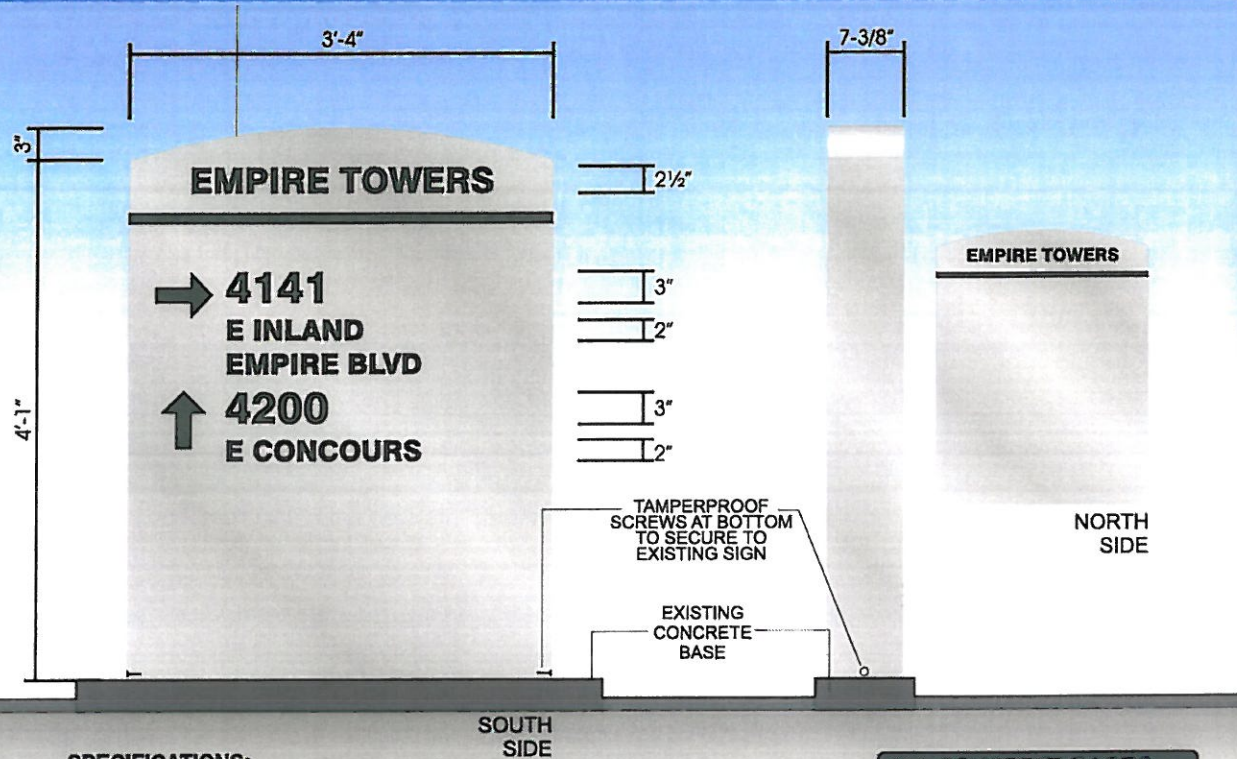 3'-4"
7-3/8"
3"
EMPIRE TOWERS
2½"
EMPIRE TOWERS
4141
3"
E INLAND
2"
EMPIRE BLVD
4200
3"
4'-1"
E CONCOURS
2"
TAMPERPROOF
SCREWS AT BOTTOM
TO SECURE TO
EXISTING SIGN
NORTH
SIDE
EXISTING
CONCRETE
BASE
SOUTH
SIDE
SPECIFICATIONS: